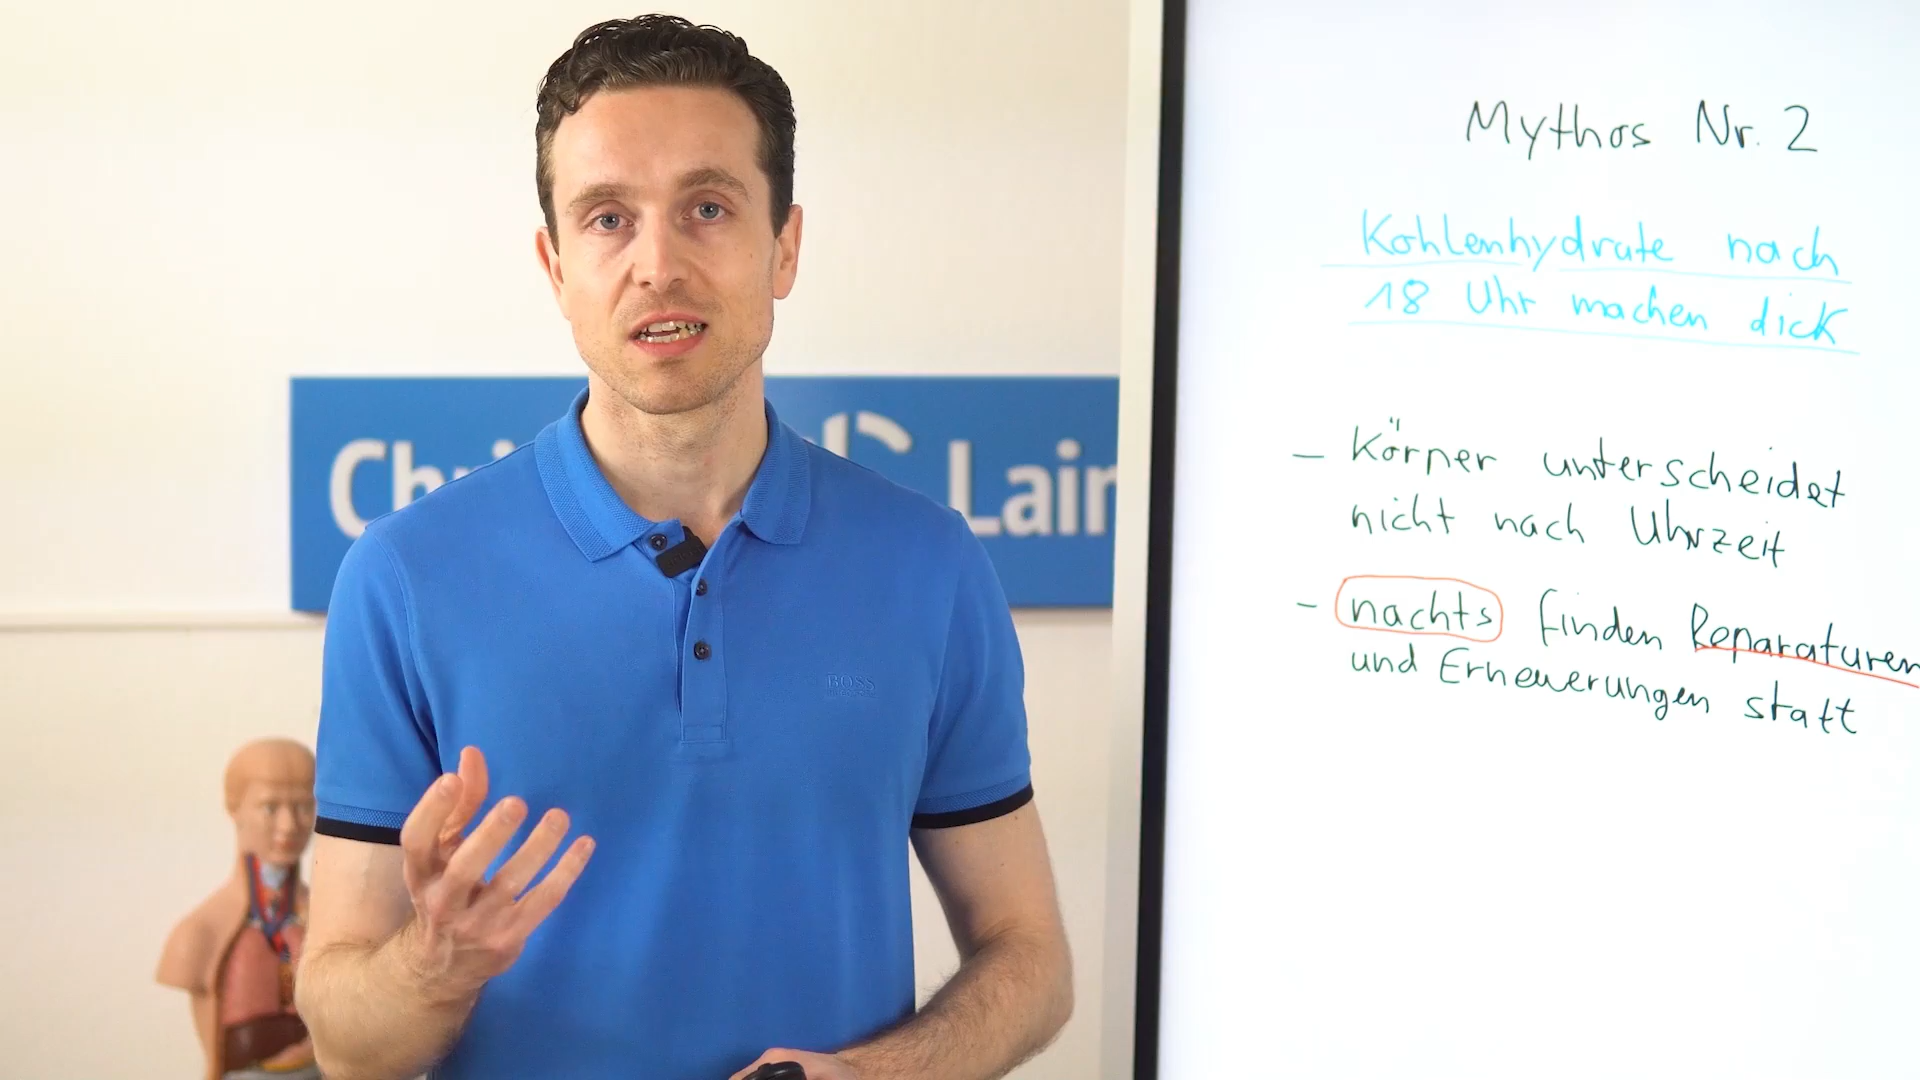 Mythos Nr. 2
Kohlenhydrate nach
18 Uhr machen dick
- Körper unterscheidet
nicht nach Uhrzeit
- nachts finden Reparaturen
und Erneuerungen statt
Lain
BOSS